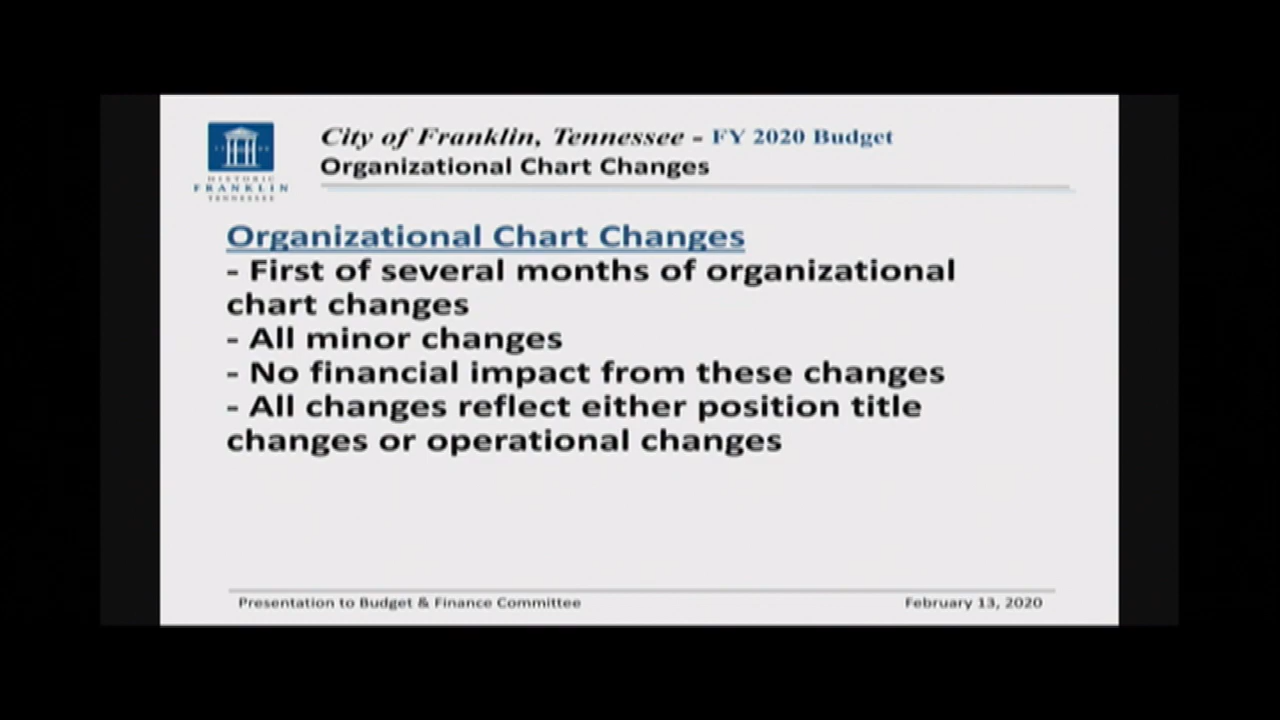 City of Franklin, Tennessee - FY 2020 Budget
Organizational Chart Changes
HISTORIC
FRANKLIN
TENNESSEE
Organizational Chart Changes
- First of several months of organizational
chart changes
- All minor changes
- No financial impact from these changes
- All changes reflect either position title
changes or operational changes
Presentation to Budget & Finance Committee
February 13, 2020